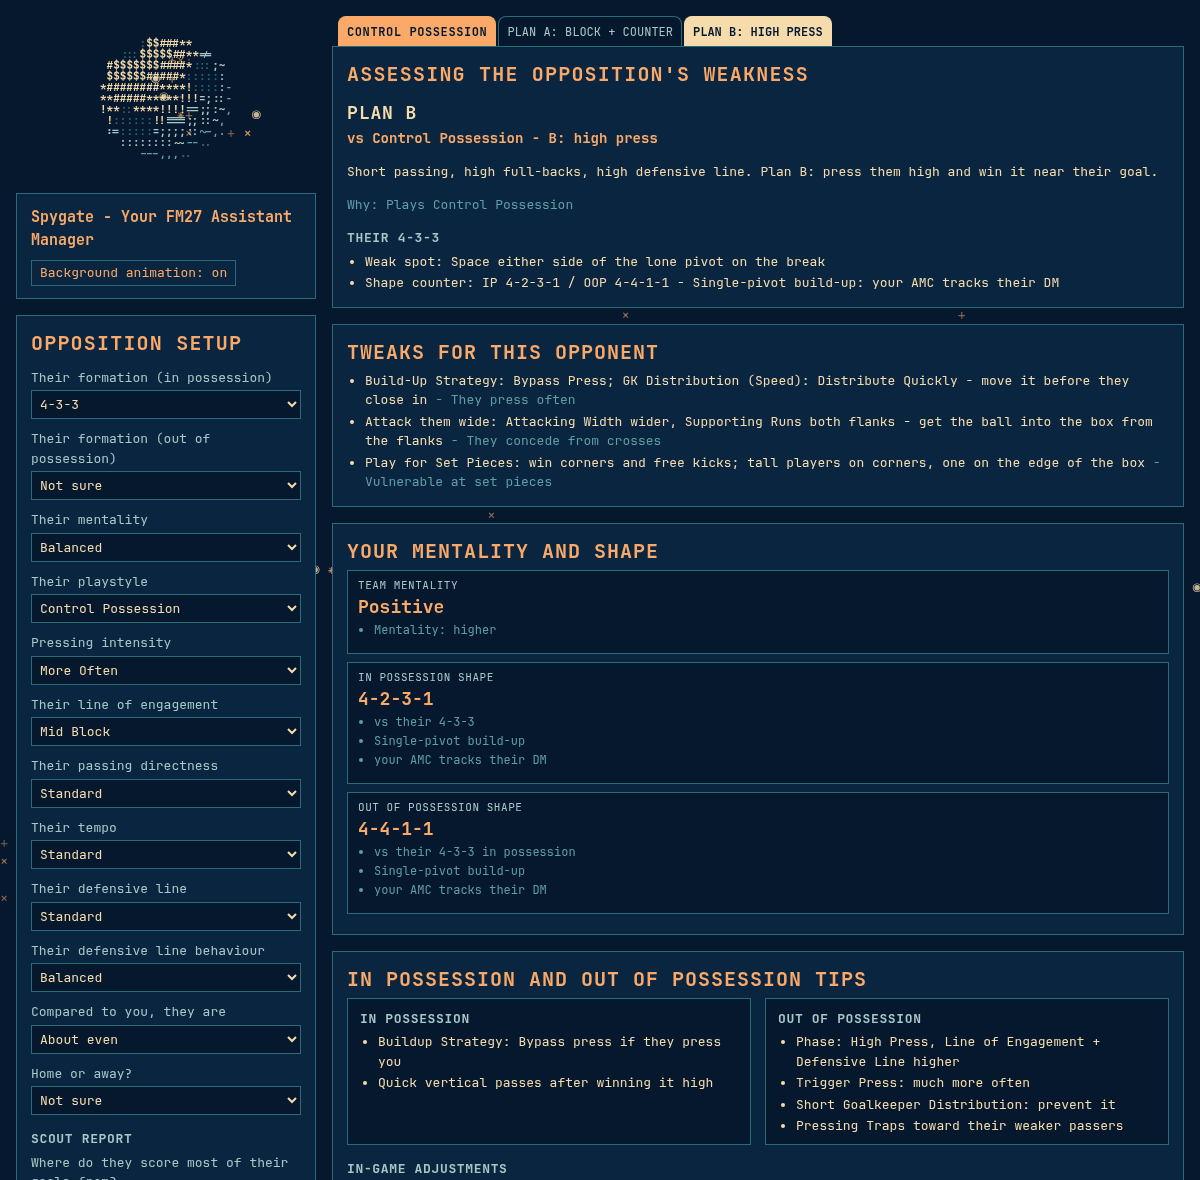 CONTROL POSSESSION
PLAN A: BLOCK + COUNTER
PLAN B: HIGH PRESS
Spygate - Your FM27 Assistant
Manager
Background animation: on
OPPOSITION SETUP
Their formation (in possession)
4-3-3
Their formation (out of
possession)
Not sure
Their mentality
Balanced
Their playstyle
Control Possession
Pressing intensity
More Often
Their line of engagement
Mid Block
Their passing directness
Standard
Their tempo
Standard
Their defensive line
Standard
Their defensive line behaviour
Balanced
Compared to you, they are
About even
Home or away?
Not sure
SCOUT REPORT
Where do they score most of their
ASSESSING THE OPPOSITION'S WEAKNESS
PLAN B
vs Control Possession - B: high press
Short passing, high full-backs, high defensive line. Plan B: press them high and win it near their goal.
Why: Plays Control Possession
THEIR 4-3-3
• Weak spot: Space either side of the lone pivot on the break
• Shape counter: IP 4-2-3-1 / OOP 4-4-1-1 - Single-pivot build-up: your AMC tracks their DM
TWEAKS FOR THIS OPPONENT
• Build-Up Strategy: Bypass Press; GK Distribution (Speed): Distribute Quickly - move it before they
close in - They press often
• Attack them wide: Attacking Width wider, Supporting Runs both flanks - get the ball into the box from
the flanks - They concede from crosses
• Play for Set Pieces: win corners and free kicks; tall players on corners, one on the edge of the box -
Vulnerable at set pieces
YOUR MENTALITY AND SHAPE
TEAM MENTALITY
Positive
• Mentality: higher
IN POSSESSION SHAPE
4-2-3-1
• vs their 4-3-3
• Single-pivot build-up
• your AMC tracks their DM
OUT OF POSSESSION SHAPE
4-4-1-1
• vs their 4-3-3 in possession
• Single-pivot build-up
• your AMC tracks their DM
IN POSSESSION AND OUT OF POSSESSION TIPS
IN POSSESSION
• Buildup Strategy: Bypass press if they press
you
• Quick vertical passes after winning it high
OUT OF POSSESSION
• Phase: High Press, Line of Engagement +
Defensive Line higher
• Trigger Press: much more often
• Short Goalkeeper Distribution: prevent it
• Pressing Traps toward their weaker passers
IN-GAME ADJUSTMENTS